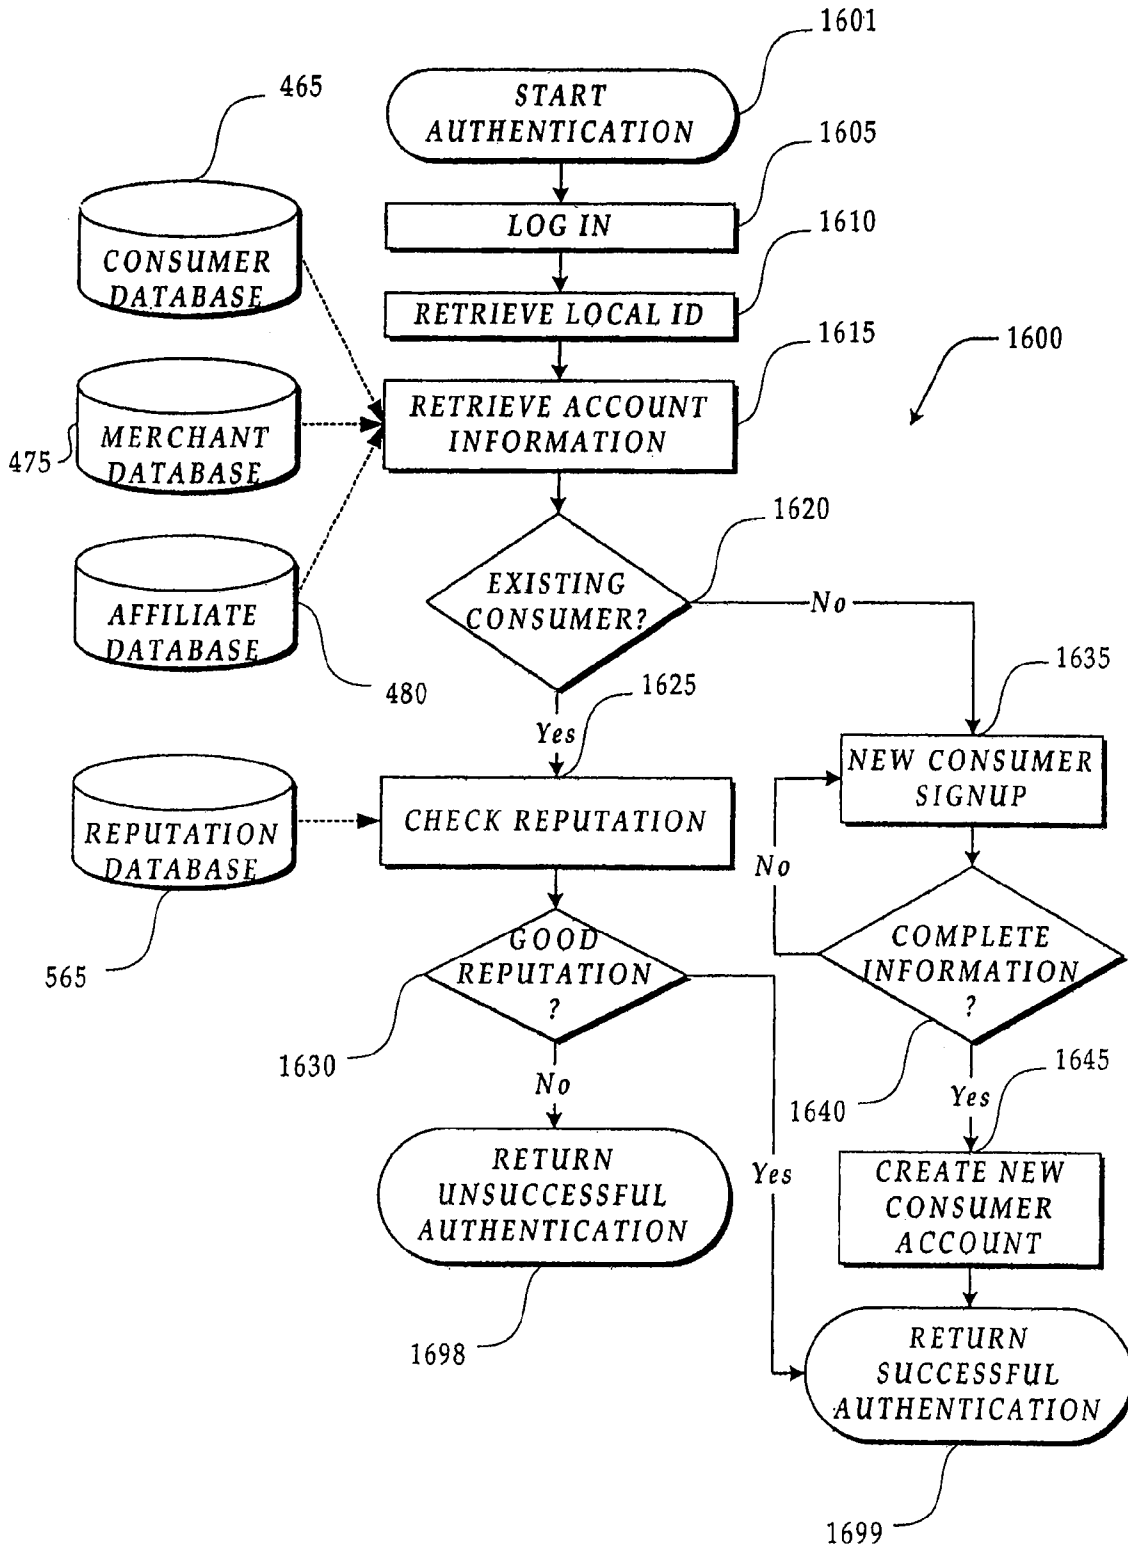 1601
START
AUTHENTICATION
465
1605
LOG IN
1610
CONSUMER
DATABASE
RETRIEVE LOCAL ID
1615
1600
RETRIEVE ACCOUNT
INFORMATION
MERCHANT
DATABASE
475
1620
EXISTING
CONSUMER?
No
AFFILIATE
DATABASE
480
1625
1635
Yes
NEW CONSUMER
SIGNUP
REPUTATION
DATABASE
CHECK REPUTATION
No
565
GOOD
REPUTATION
?
COMPLETE
INFORMATION
?
1630
No
1640
Yes
1645
RETURN
UNSUCCESSFUL
AUTHENTICATION
Yes
CREATE NEW
CONSUMER
ACCOUNT
1698
RETURN
SUCCESSFUL
AUTHENTICATION
1699